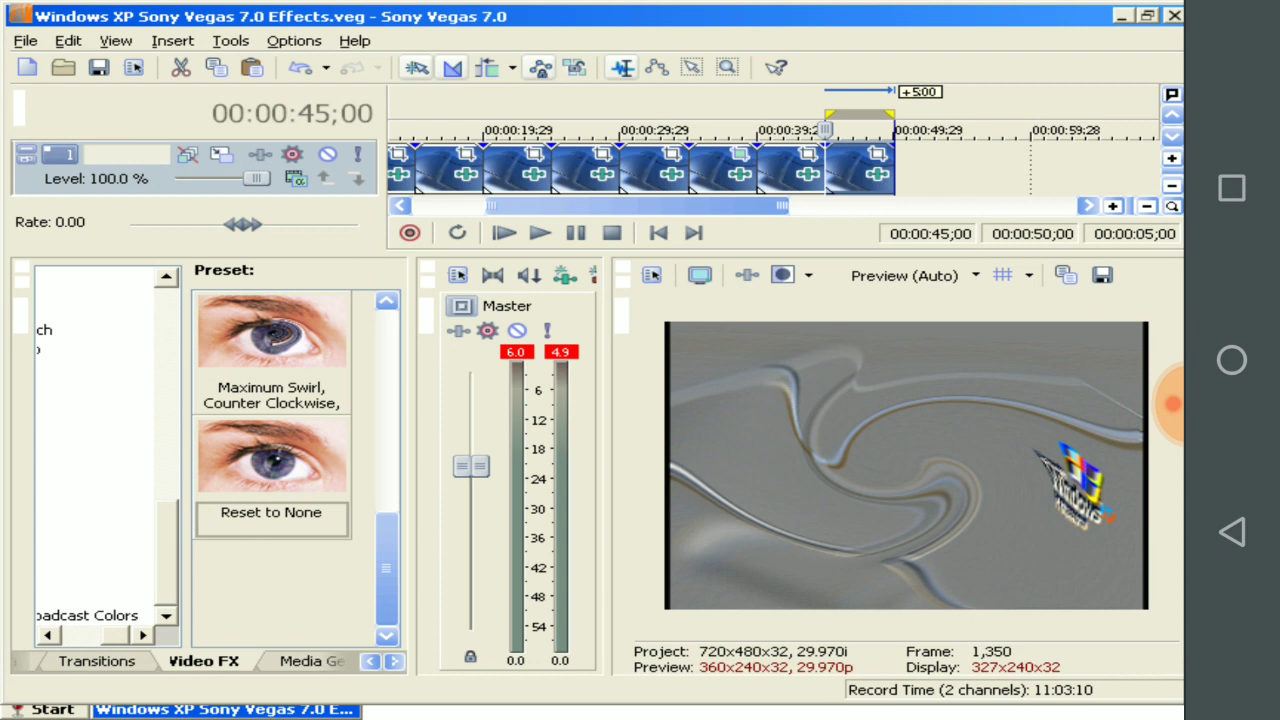 Windows XP Sony Vegas 7.0 Effects.veg - Sony Vegas 7.0
File Edit View Insert Tools Options Help
+5:00
00:00:45;00
00:00:19;29 00:00:29;29 00:00:39; 00:00:49;29 00:00:59;28
1
Level: 100.0 %
Rate: 0.00
00:00:45;00 00:00:50;00 00:00:05;00
Preset:
Preview (Auto)
Master
ch
6.0 4.9
6
12
18
24
30
36
42
48
54
0.0 0.0
Maximum Swirl,
Counter Clockwise,
Reset to None
Windows
oadcast Colors
Transitions Video FX Media Ge
Project: 720x480x32, 29.970i Frame: 1,350
Preview: 360x240x32, 29.970p Display: 327x240x32
Record Time (2 channels): 11:03:10
Start Windows XP Sony Vegas 7.0 E...